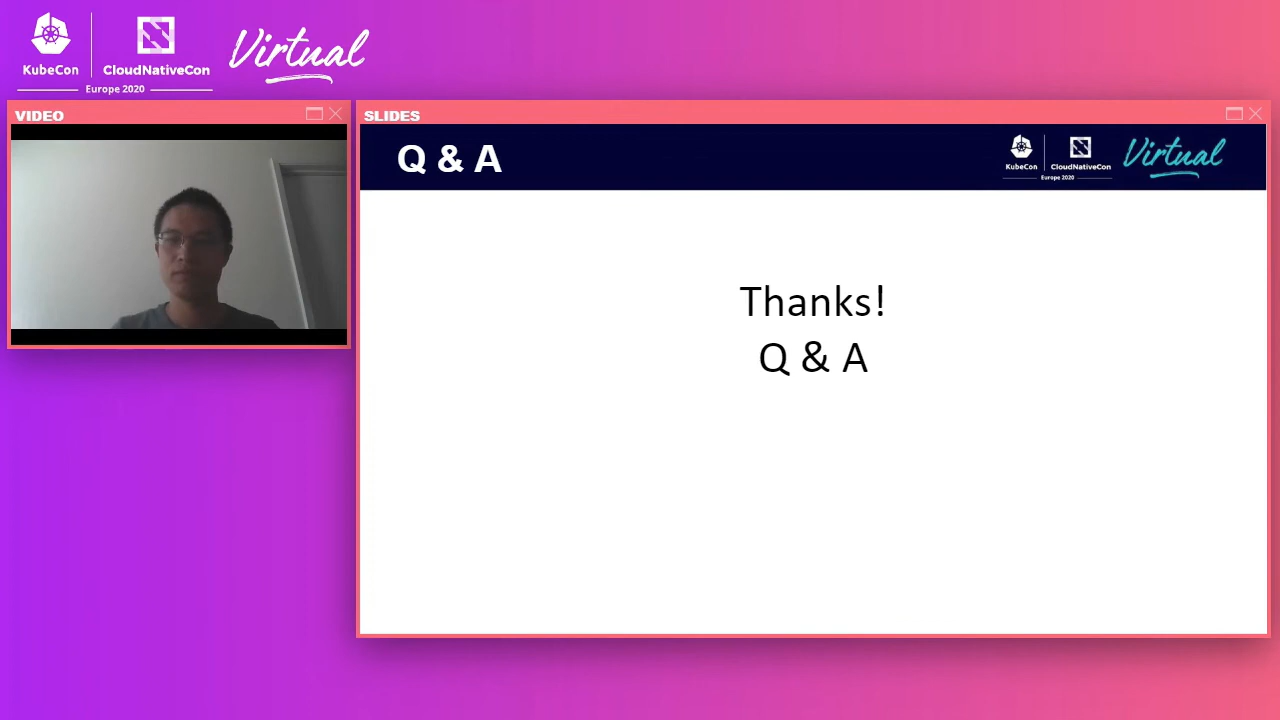 KubeCon
CloudNativeCon
Europe 2020
Virtual
VIDEO
SLIDES
Q & A
KubeCon
CloudNativeCon
Europe 2020
Virtual
Thanks!
Q & A